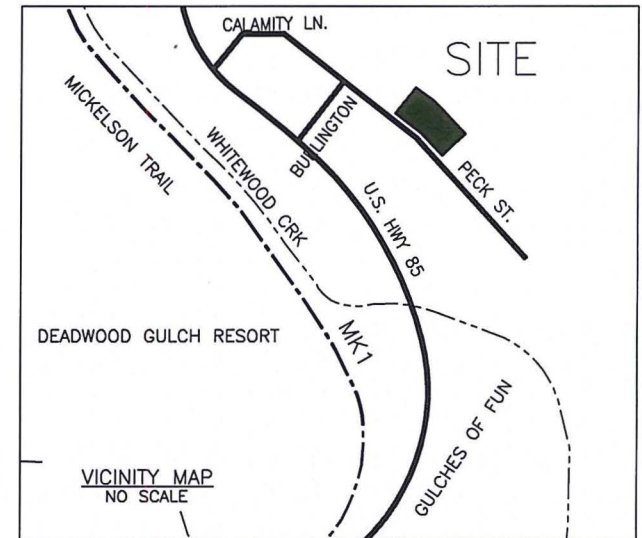 CALAMITY LN.
SITE
MICKELSON TRAIL
WHITEWOOD CRK
BURLINGTON
PECK ST.
U.S. HWY 85
DEADWOOD GULCH RESORT
MK1
GULCHES OF FUN
VICINITY MAP
NO SCALE